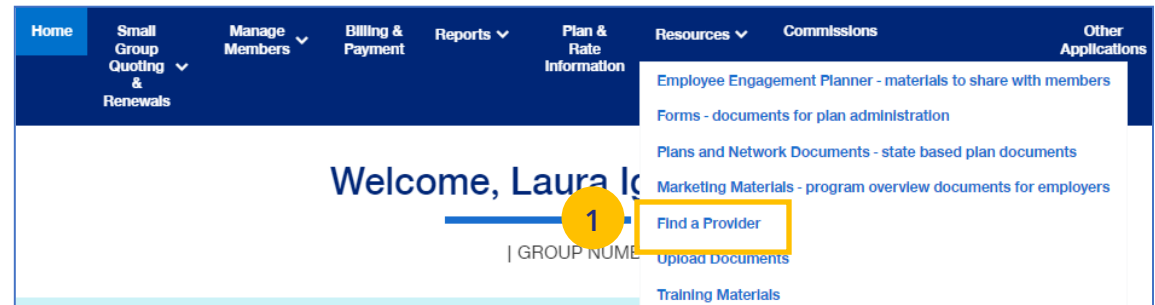 Home
Small
Group
Quoting
&
Renewals
Manage
Members
Billing &
Payment
Reports
Plan &
Rate
Information
Resources
Commissions
Other
Applications
Employee Engagement Planner - materials to share with members
Forms - documents for plan administration
Plans and Network Documents - state based plan documents
Marketing Materials - program overview documents for employers
Find a Provider
Upload Documents
Training Materials
Welcome, Laura
1
| GROUP